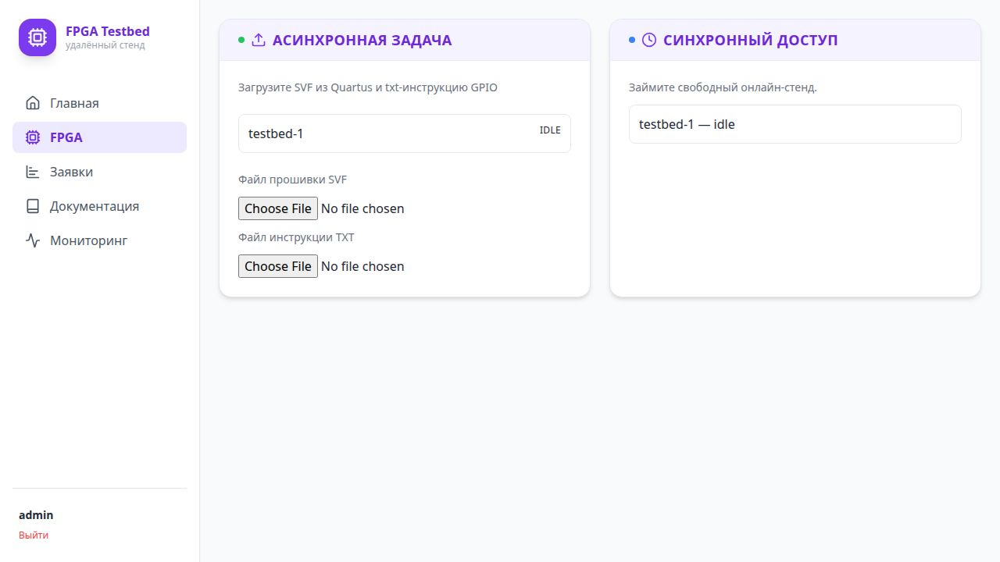 FPGA Testbed
удалённый стенд
Главная
FPGA
Заявки
Документация
Мониторинг
admin
Выйти
АСИНХРОННАЯ ЗАДАЧА
Загрузите SVF из Quartus и txt-инструкцию GPIO
testbed-1 IDLE
Файл прошивки SVF
Choose File No file chosen
Файл инструкции TXT
Choose File No file chosen
СИНХРОННЫЙ ДОСТУП
Займите свободный онлайн-стенд.
testbed-1 — idle